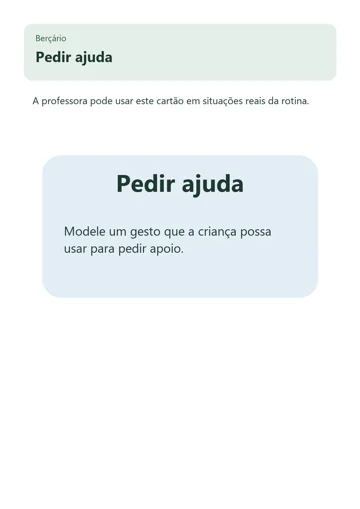 Berçário
Pedir ajuda
A professora pode usar este cartão em situações reais da rotina.
Pedir ajuda
Modele um gesto que a criança possa
usar para pedir apoio.